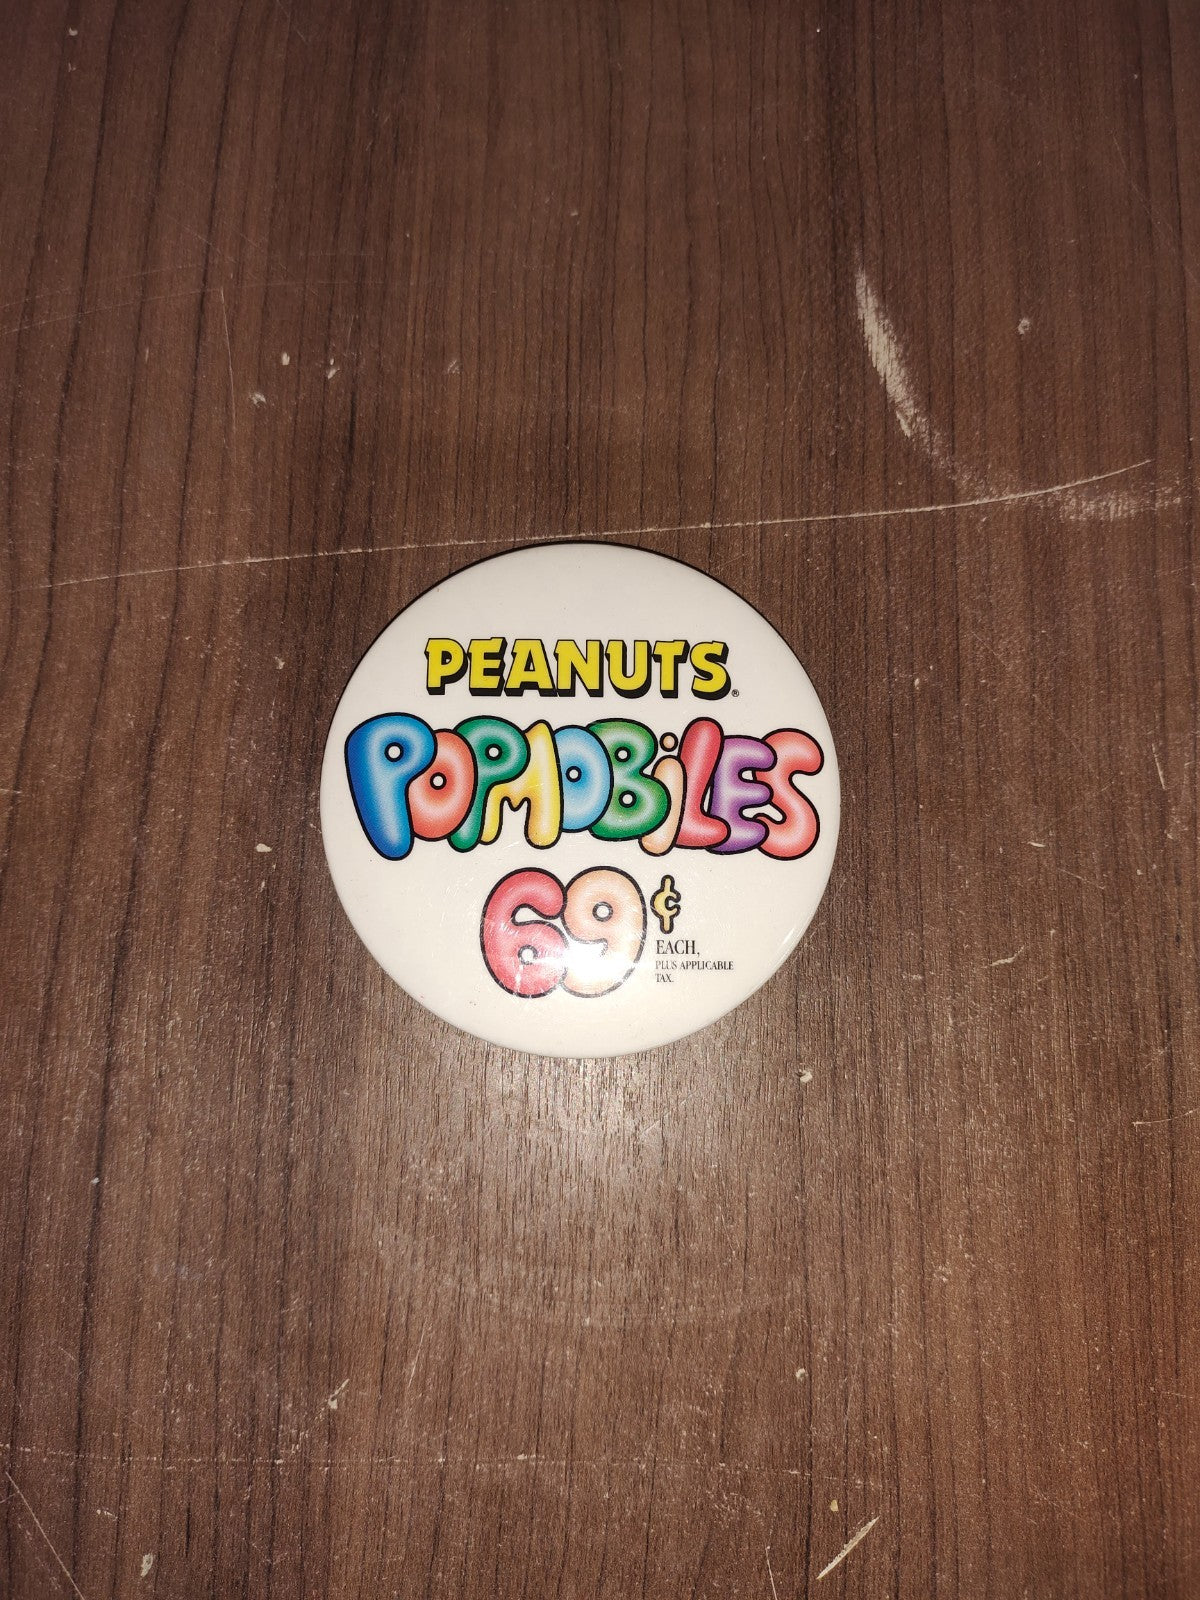 PEANUTS®
POPMOBiLES
69¢
EACH,
PLUS APPLICABLE
TAX.